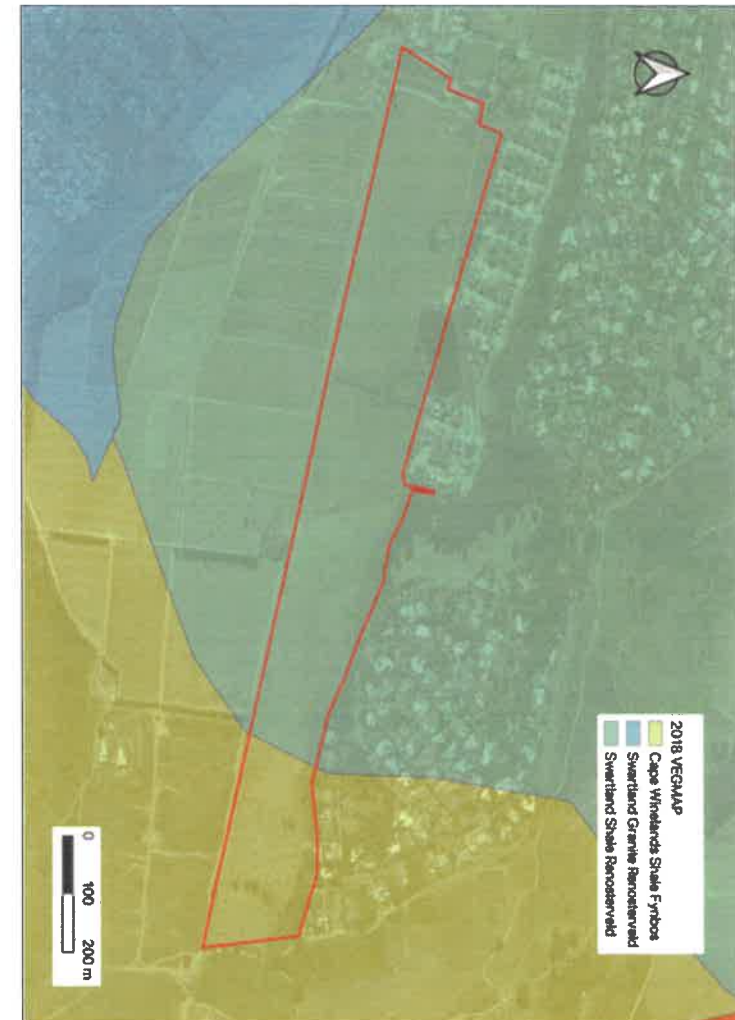 2018 VEGMAP
Cape Winelands Shale Fynbos
Swartland Granite Renosterveld
Swartland Shale Renosterveld
0 100 200 m